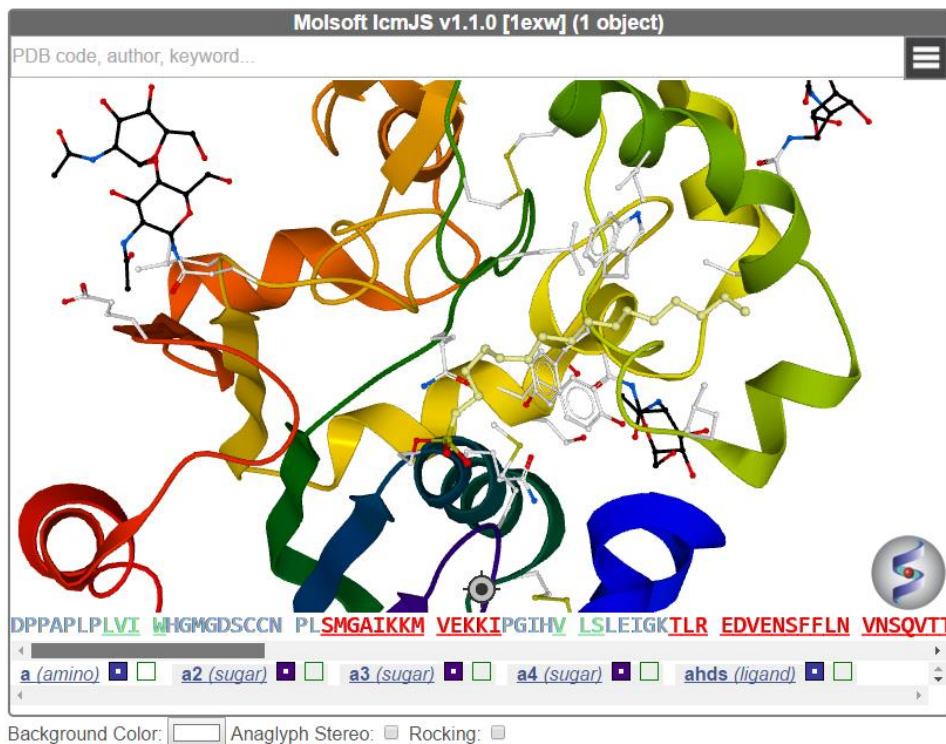 Molsoft IcmJS v1.1.0 [1exw] (1 object)
PDB code, author, keyword...
DPPAPLPLVI WHGMGDSCCN PLSMGAIKKM VEKKIPGIHV LSLEIGKTLR EDVENSFFLN VNSQVTT
a (amino) a2 (sugar) a3 (sugar) a4 (sugar) ahds (ligand)
Background Color: Anaglyph Stereo: Rocking: